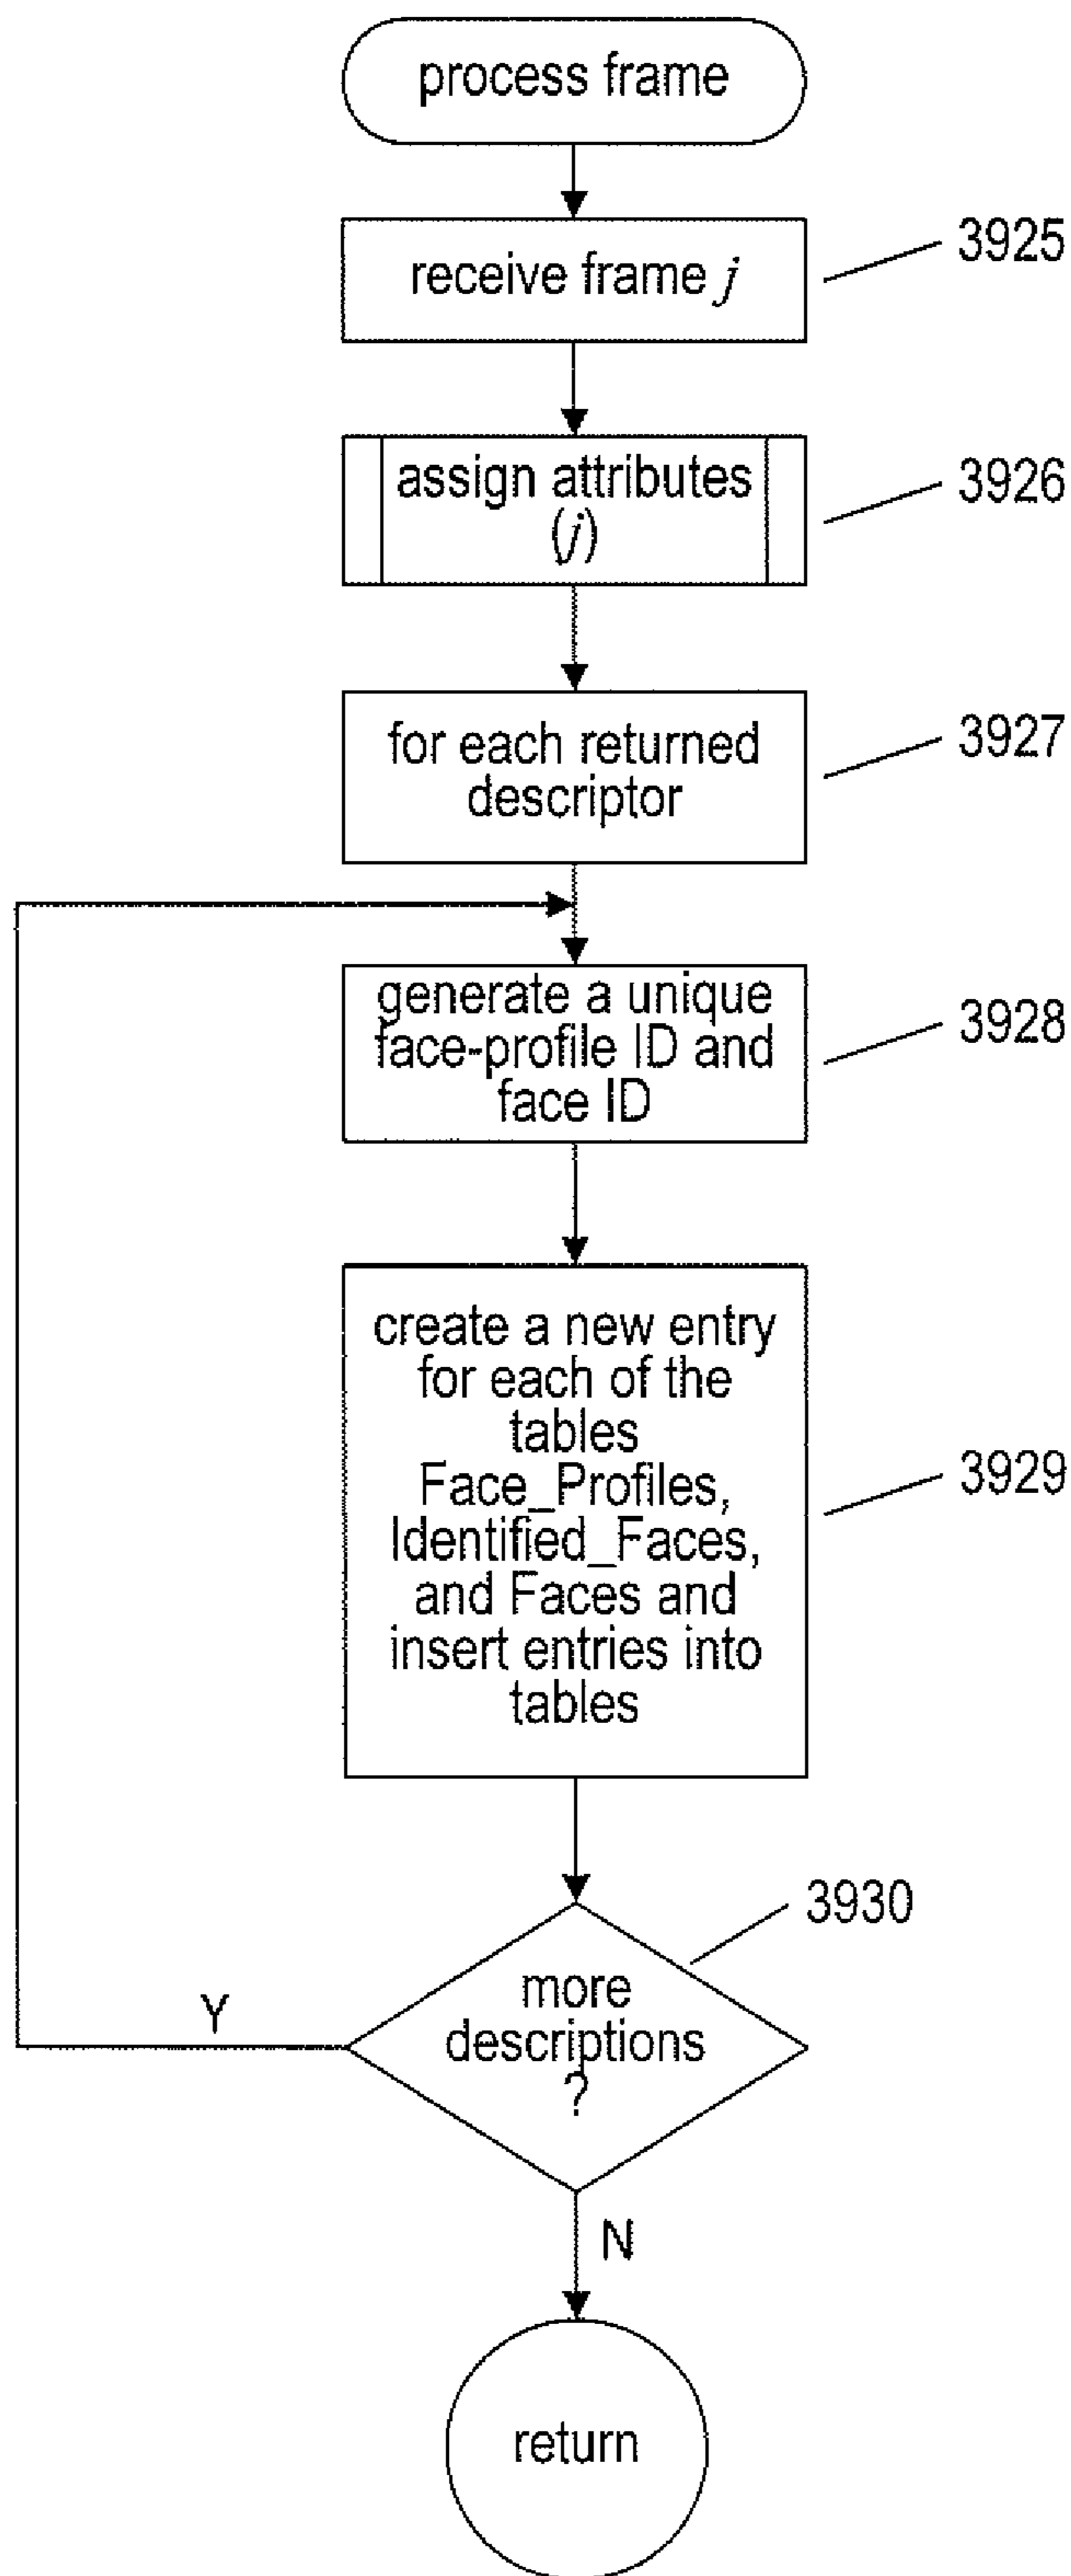 process frame
receive frame j
3925
assign attributes
(j)
3926
for each returned
descriptor
3927
generate a unique
face-profile ID and
face ID
3928
create a new entry
for each of the
tables
Face_Profiles,
Identified_Faces,
and Faces and
insert entries into
tables
3929
3930
more
descriptions
?
Y
N
return